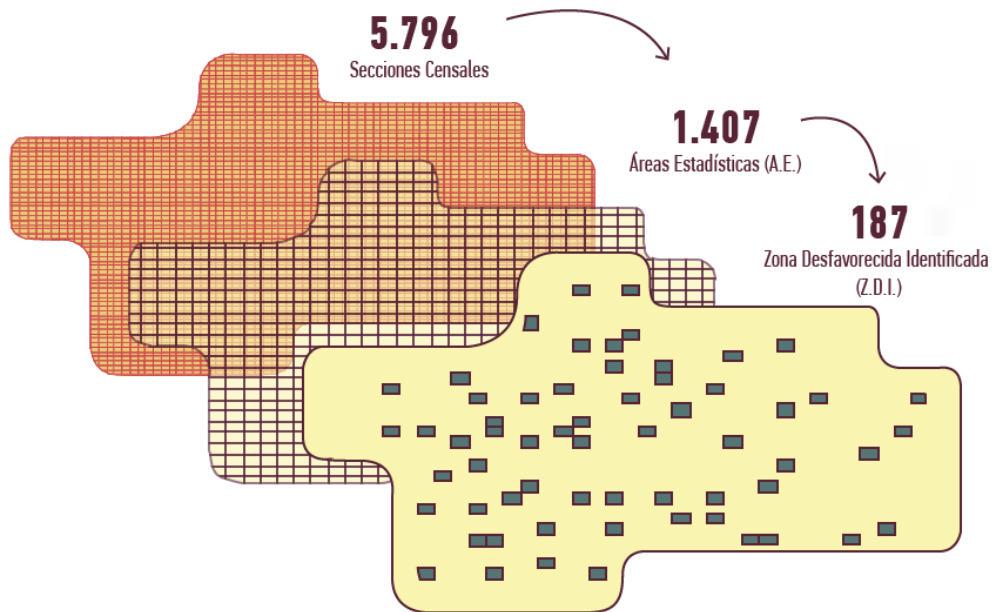 5.796
Secciones Censales
1.407
Áreas Estadísticas (A.E.)
187
Zona Desfavorecida Identificada
(Z.D.I.)